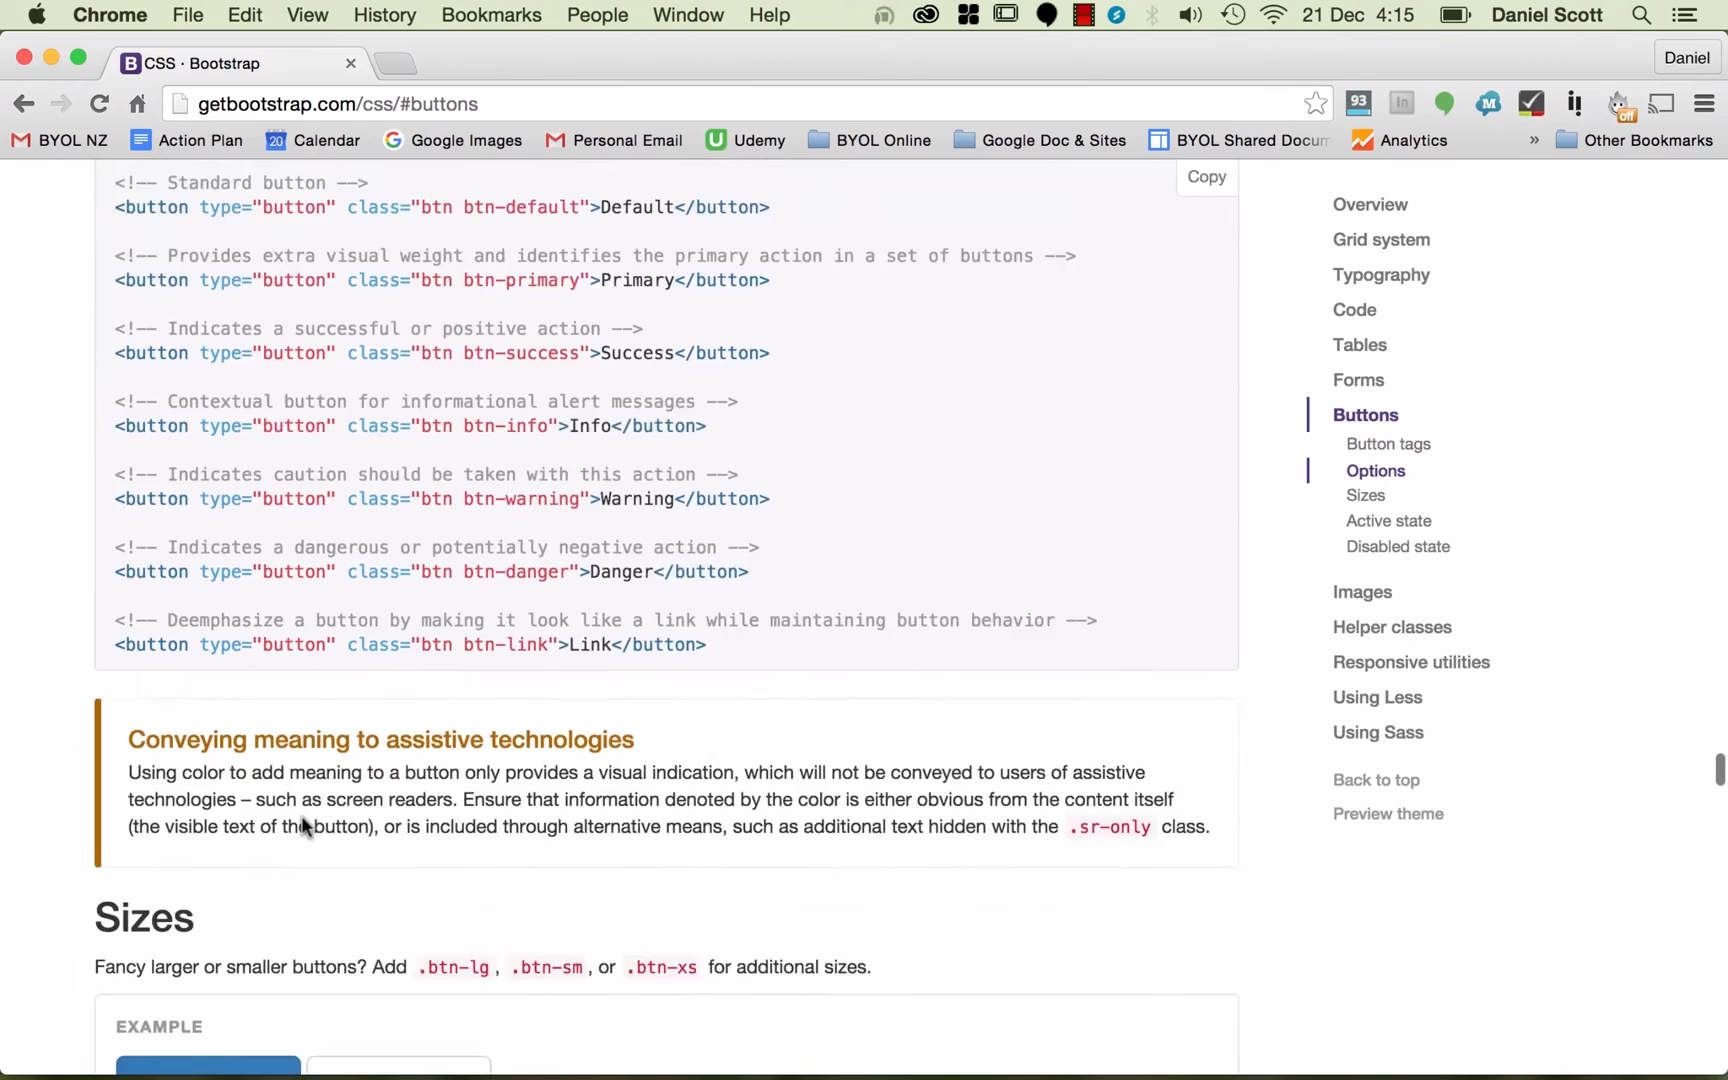 Chrome File Edit View History Bookmarks People Window Help 21 Dec 4:15 Daniel Scott
CSS · Bootstrap
Daniel
getbootstrap.com/css/#buttons
93
off
BYOL NZ Action Plan 20 Calendar Google Images Personal Email Udemy BYOL Online Google Doc & Sites BYOL Shared Docum Analytics » Other Bookmarks
Copy
<!-- Standard button -->
<button type="button" class="btn btn-default">Default</button>
<!-- Provides extra visual weight and identifies the primary action in a set of buttons -->
<button type="button" class="btn btn-primary">Primary</button>
<!-- Indicates a successful or positive action -->
<button type="button" class="btn btn-success">Success</button>
<!-- Contextual button for informational alert messages -->
<button type="button" class="btn btn-info">Info</button>
<!-- Indicates caution should be taken with this action -->
<button type="button" class="btn btn-warning">Warning</button>
<!-- Indicates a dangerous or potentially negative action -->
<button type="button" class="btn btn-danger">Danger</button>
<!-- Deemphasize a button by making it look like a link while maintaining button behavior -->
<button type="button" class="btn btn-link">Link</button>
Conveying meaning to assistive technologies
Using color to add meaning to a button only provides a visual indication, which will not be conveyed to users of assistive
technologies – such as screen readers. Ensure that information denoted by the color is either obvious from the content itself
(the visible text of the button), or is included through alternative means, such as additional text hidden with the .sr-only class.
Sizes
Fancy larger or smaller buttons? Add .btn-lg, .btn-sm, or .btn-xs for additional sizes.
EXAMPLE
Overview
Grid system
Typography
Code
Tables
Forms
Buttons
Button tags
Options
Sizes
Active state
Disabled state
Images
Helper classes
Responsive utilities
Using Less
Using Sass
Back to top
Preview theme